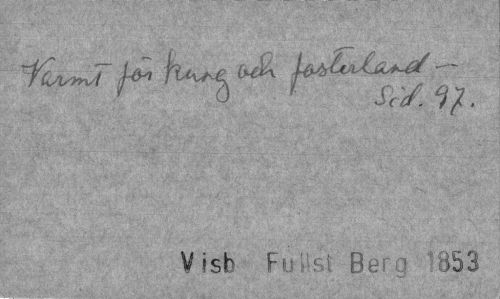 Varmt för kung och fosterland –
Sid. 97.
Visb Fullst Berg 1853